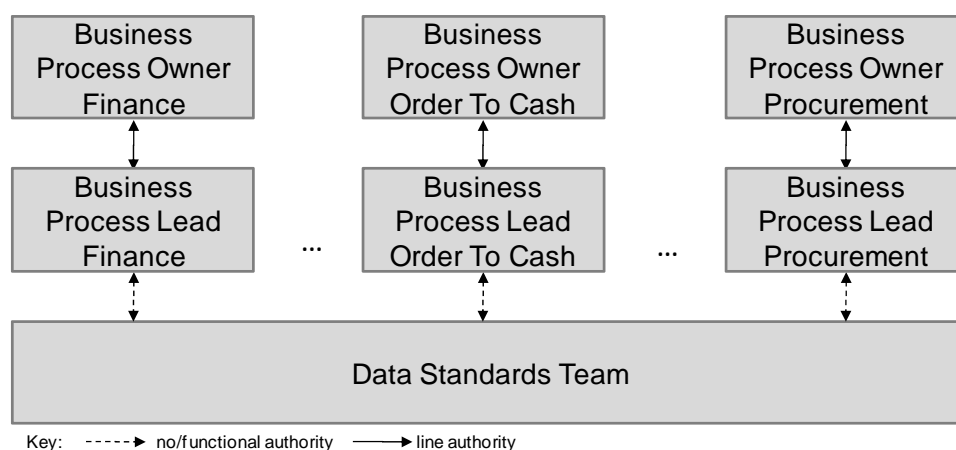 Business
Process Owner
Finance
Business
Process Owner
Order To Cash
Business
Process Owner
Procurement
Business
Process Lead
Finance
...
Business
Process Lead
Order To Cash
...
Business
Process Lead
Procurement
Data Standards Team
Key: no/functional authority line authority